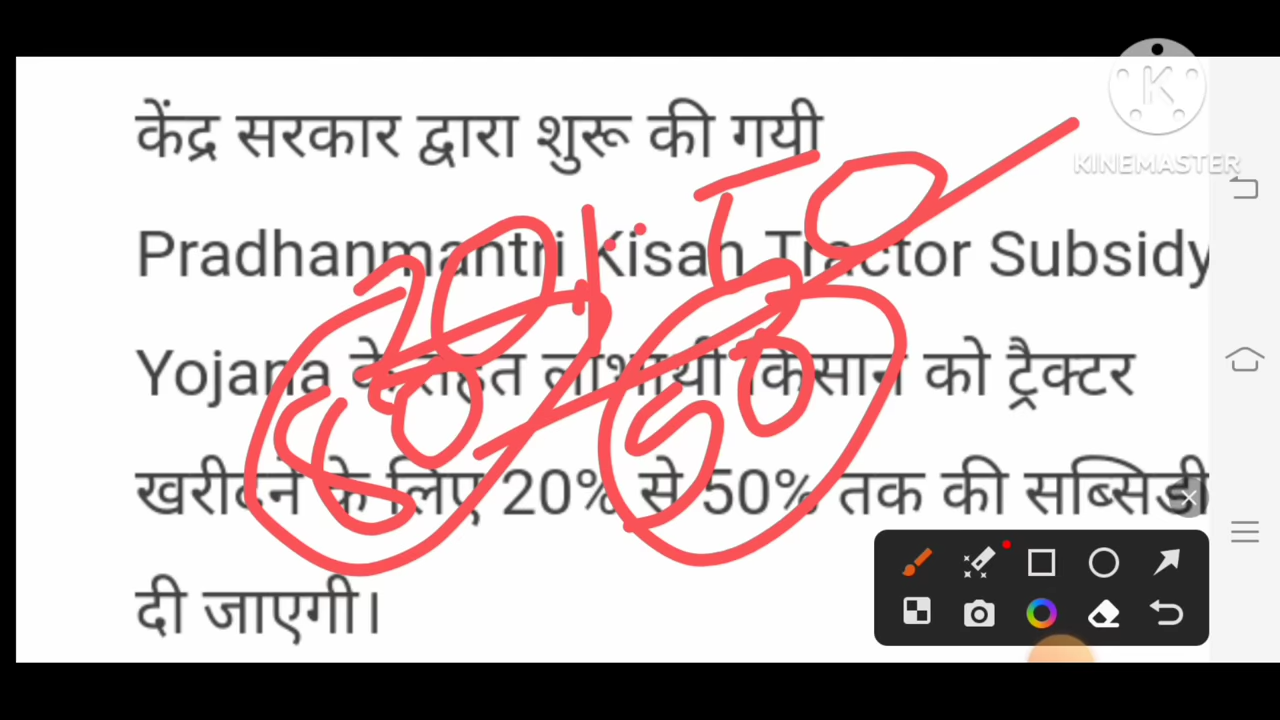 केंद्र सरकार द्वारा शुरू की गयी
KINEMASTER
Pradhanmantri Kisan Tractor Subsidy
Yojana के तहत लाभार्थी किसान को ट्रैक्टर
खरीदने के लिए 20% से 50% तक की सब्सिडी
दी जाएगी।